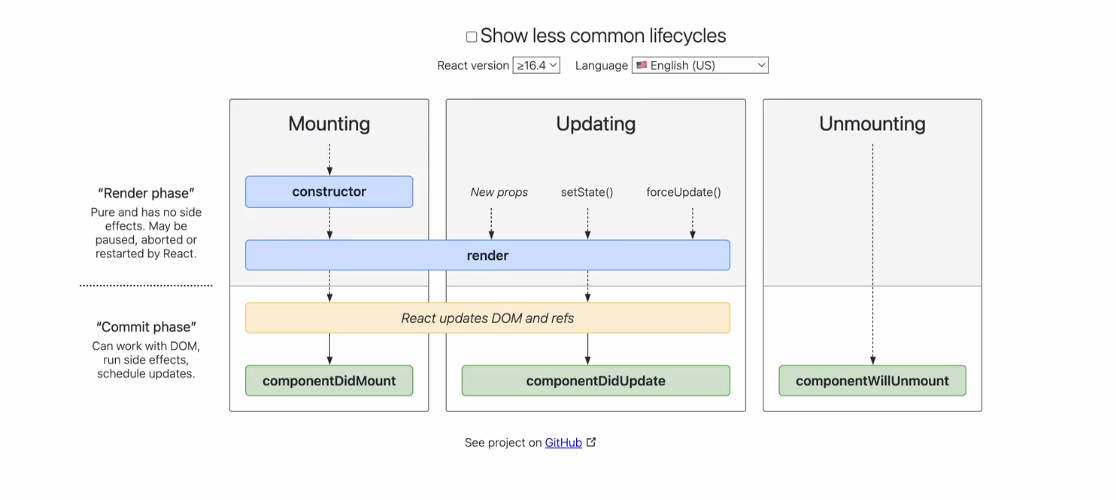 Show less common lifecycles
React version ≥16.4 Language 🇺🇸 English (US)
Mounting
Updating
Unmounting
“Render phase”
Pure and has no side
effects. May be
paused, aborted or
restarted by React.
constructor
New props
setState()
forceUpdate()
render
“Commit phase”
Can work with DOM,
run side effects,
schedule updates.
React updates DOM and refs
componentDidMount
componentDidUpdate
componentWillUnmount
See project on GitHub